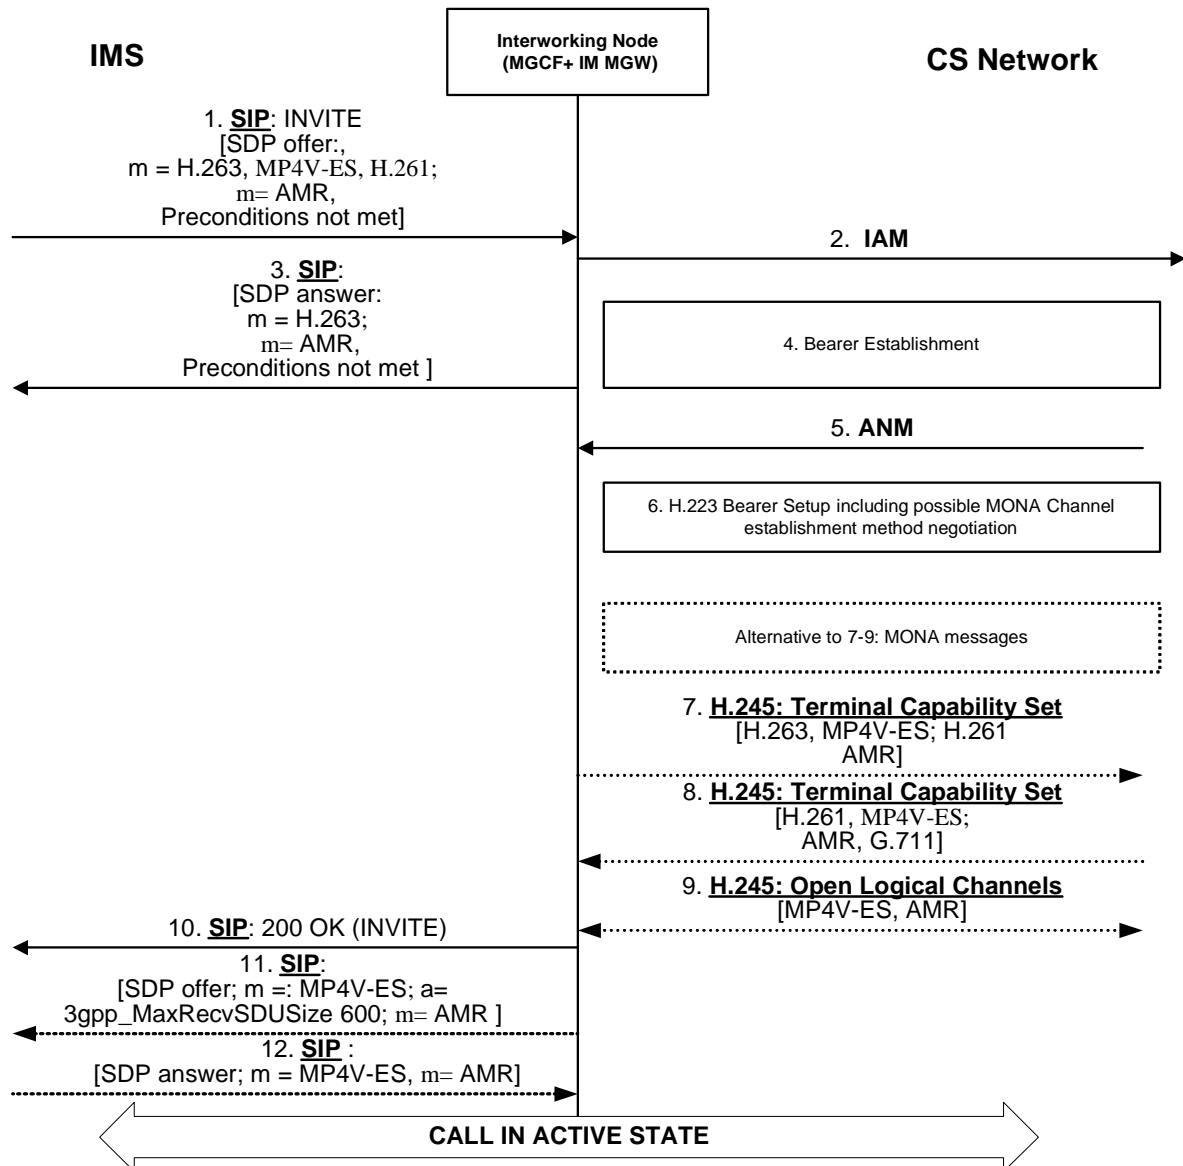 IMS
Interworking Node
(MGCF+ IM MGW)
CS Network
1. SIP: INVITE
[SDP offer:,
m = H.263, MP4V-ES, H.261;
m= AMR,
Preconditions not met]
2. IAM
3. SIP:
[SDP answer:
m = H.263;
m= AMR,
Preconditions not met ]
4. Bearer Establishment
5. ANM
6. H.223 Bearer Setup including possible MONA Channel
establishment method negotiation
Alternative to 7-9: MONA messages
7. H.245: Terminal Capability Set
[H.263, MP4V-ES; H.261
AMR]
8. H.245: Terminal Capability Set
[H.261, MP4V-ES;
AMR, G.711]
9. H.245: Open Logical Channels
[MP4V-ES, AMR]
10. SIP: 200 OK (INVITE)
11. SIP:
[SDP offer; m =: MP4V-ES; a=
3gpp_MaxRecvSDUSize 600; m= AMR ]
12. SIP :
[SDP answer; m = MP4V-ES, m= AMR]
CALL IN ACTIVE STATE